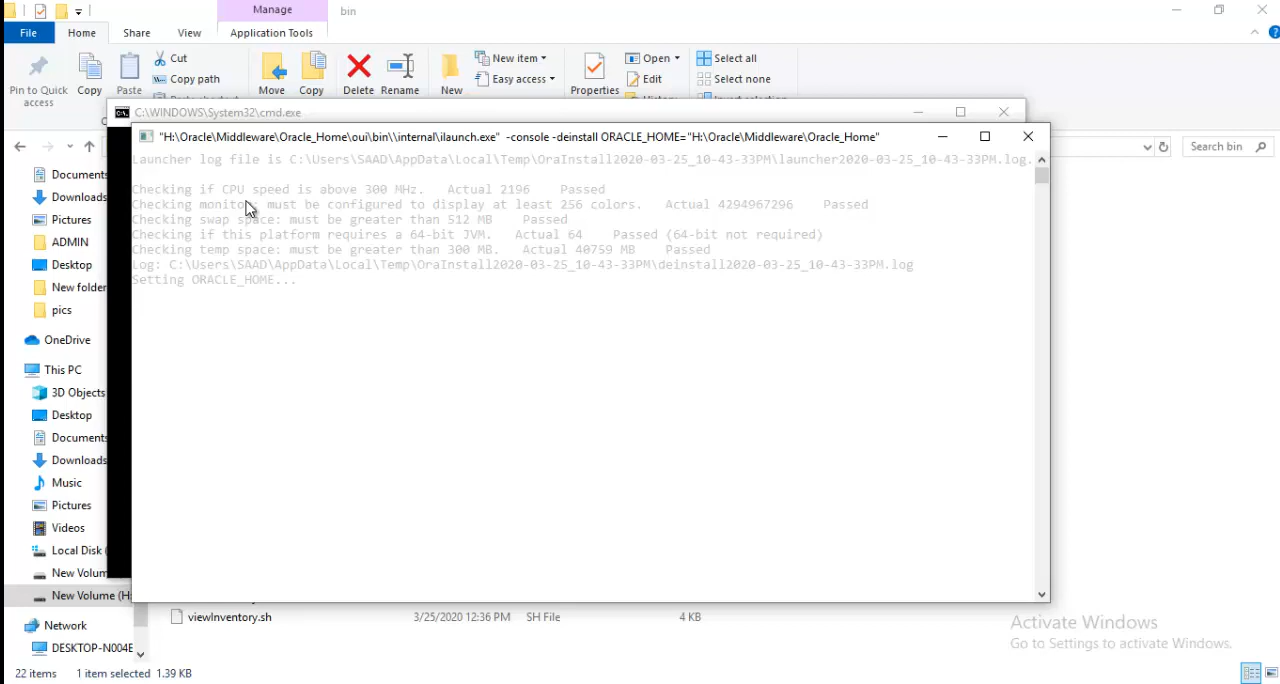 Manage
bin
File
Home
Share
View
Application Tools
Pin to Quick access
Copy
Paste
Cut
Copy path
Move
Copy
Delete
Rename
New
New item
Easy access
Properties
Open
Edit
Select all
Select none
C:\WINDOWS\System32\cmd.exe
"H:\Oracle\Middleware\Oracle_Home\oui\bin\\internal\ilaunch.exe" -console -deinstall ORACLE_HOME="H:\Oracle\Middleware\Oracle_Home"
Search bin
Launcher log file is C:\Users\SAAD\AppData\Local\Temp\OraInstall2020-03-25_10-43-33PM\launcher2020-03-25_10-43-33PM.log.
Checking if CPU speed is above 300 MHz. Actual 2196 Passed
Checking monitor: must be configured to display at least 256 colors. Actual 4294967296 Passed
Checking swap space: must be greater than 512 MB Passed
Checking if this platform requires a 64-bit JVM. Actual 64 Passed (64-bit not required)
Checking temp space: must be greater than 300 MB. Actual 40759 MB Passed
Log: C:\Users\SAAD\AppData\Local\Temp\OraInstall2020-03-25_10-43-33PM\deinstall2020-03-25_10-43-33PM.log
Setting ORACLE_HOME...
Documents
Downloads
Pictures
ADMIN
Desktop
New folder
pics
OneDrive
This PC
3D Objects
Desktop
Documents
Downloads
Music
Pictures
Videos
Local Disk (
New Volum
New Volume (H:
Network
DESKTOP-N004E
viewInventory.sh 3/25/2020 12:36 PM SH File 4 KB
Activate Windows
Go to Settings to activate Windows.
22 items 1 item selected 1.39 KB